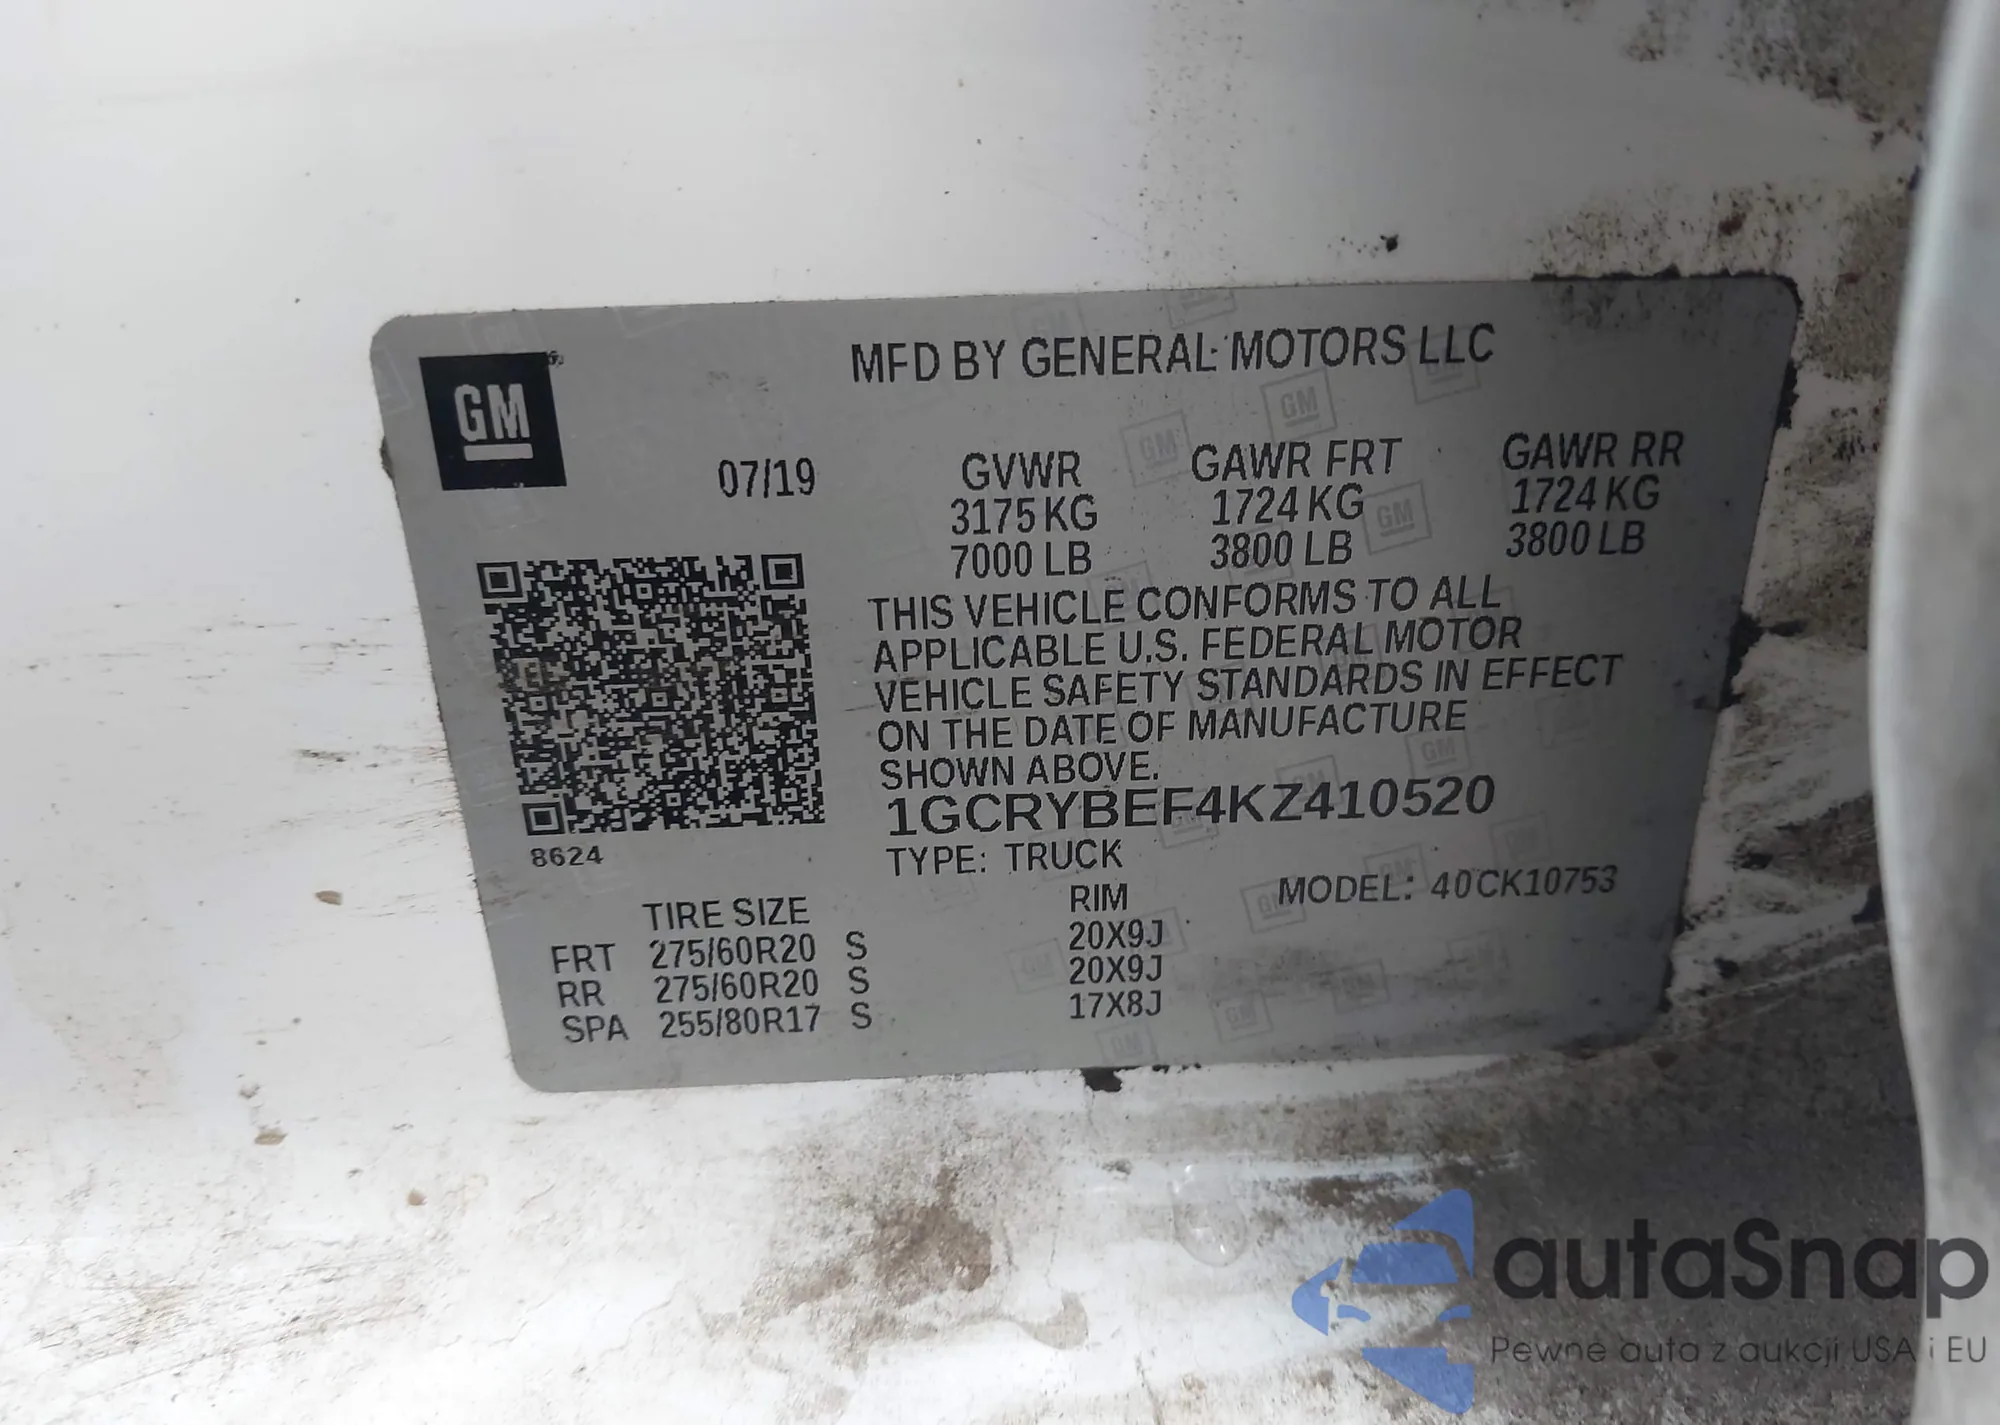 GM
MFD BY GENERAL MOTORS LLC
07/19
GVWR GAWR FRT GAWR RR
3175 KG 1724 KG 1724 KG
7000 LB 3800 LB 3800 LB
THIS VEHICLE CONFORMS TO ALL
APPLICABLE U.S. FEDERAL MOTOR
VEHICLE SAFETY STANDARDS IN EFFECT
ON THE DATE OF MANUFACTURE
SHOWN ABOVE.
1GCRYBEF4KZ410520
8624
TYPE: TRUCK
MODEL: 40CK10753
TIRE SIZE RIM
FRT 275/60R20 S 20X9J
RR 275/60R20 S 20X9J
SPA 255/80R17 S 17X8J
autaSnap
Pewne auta z aukcji USA i EU